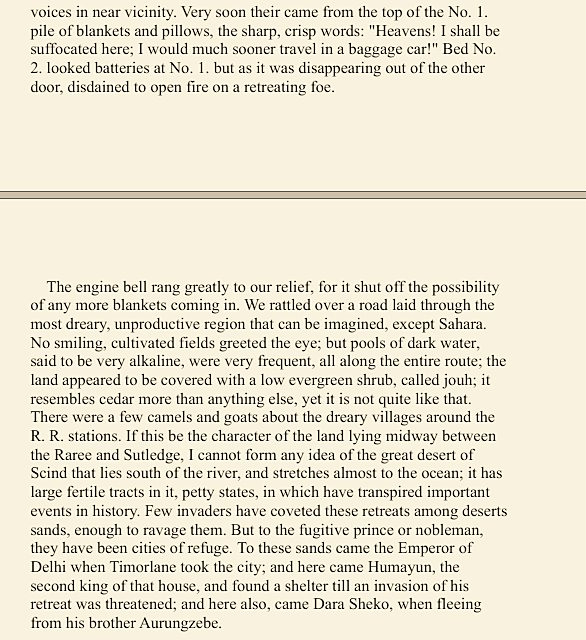 voices in near vicinity. Very soon their came from the top of the No. 1.
pile of blankets and pillows, the sharp, crisp words: "Heavens! I shall be
suffocated here; I would much sooner travel in a baggage car!" Bed No.
2. looked batteries at No. 1. but as it was disappearing out of the other
door, disdained to open fire on a retreating foe.
The engine bell rang greatly to our relief, for it shut off the possibility
of any more blankets coming in. We rattled over a road laid through the
most dreary, unproductive region that can be imagined, except Sahara.
No smiling, cultivated fields greeted the eye; but pools of dark water,
said to be very alkaline, were very frequent, all along the entire route; the
land appeared to be covered with a low evergreen shrub, called jouh; it
resembles cedar more than anything else, yet it is not quite like that.
There were a few camels and goats about the dreary villages around the
R. R. stations. If this be the character of the land lying midway between
the Raree and Sutledge, I cannot form any idea of the great desert of
Scind that lies south of the river, and stretches almost to the ocean; it has
large fertile tracts in it, petty states, in which have transpired important
events in history. Few invaders have coveted these retreats among deserts
sands, enough to ravage them. But to the fugitive prince or nobleman,
they have been cities of refuge. To these sands came the Emperor of
Delhi when Timorlane took the city; and here came Humayun, the
second king of that house, and found a shelter till an invasion of his
retreat was threatened; and here also, came Dara Sheko, when fleeing
from his brother Aurungzebe.